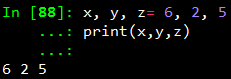 In [88]: x, y, z= 6, 2, 5
    ...: print(x,y,z)
    ...:
6 2 5